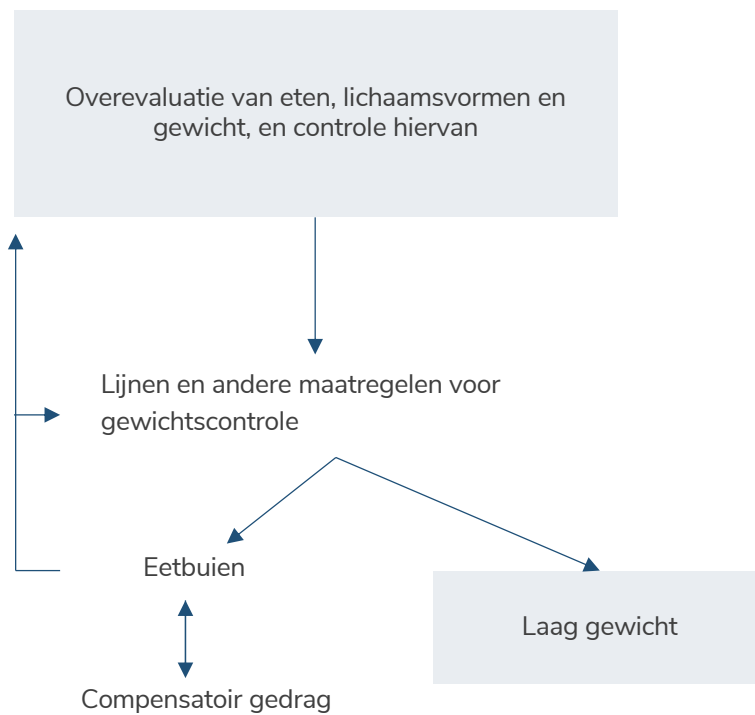 Overevaluatie van eten, lichaamsvormen en
gewicht, en controle hiervan
Lijnen en andere maatregelen voor
gewichtscontrole
Eetbuien
Laag gewicht
Compensatoir gedrag